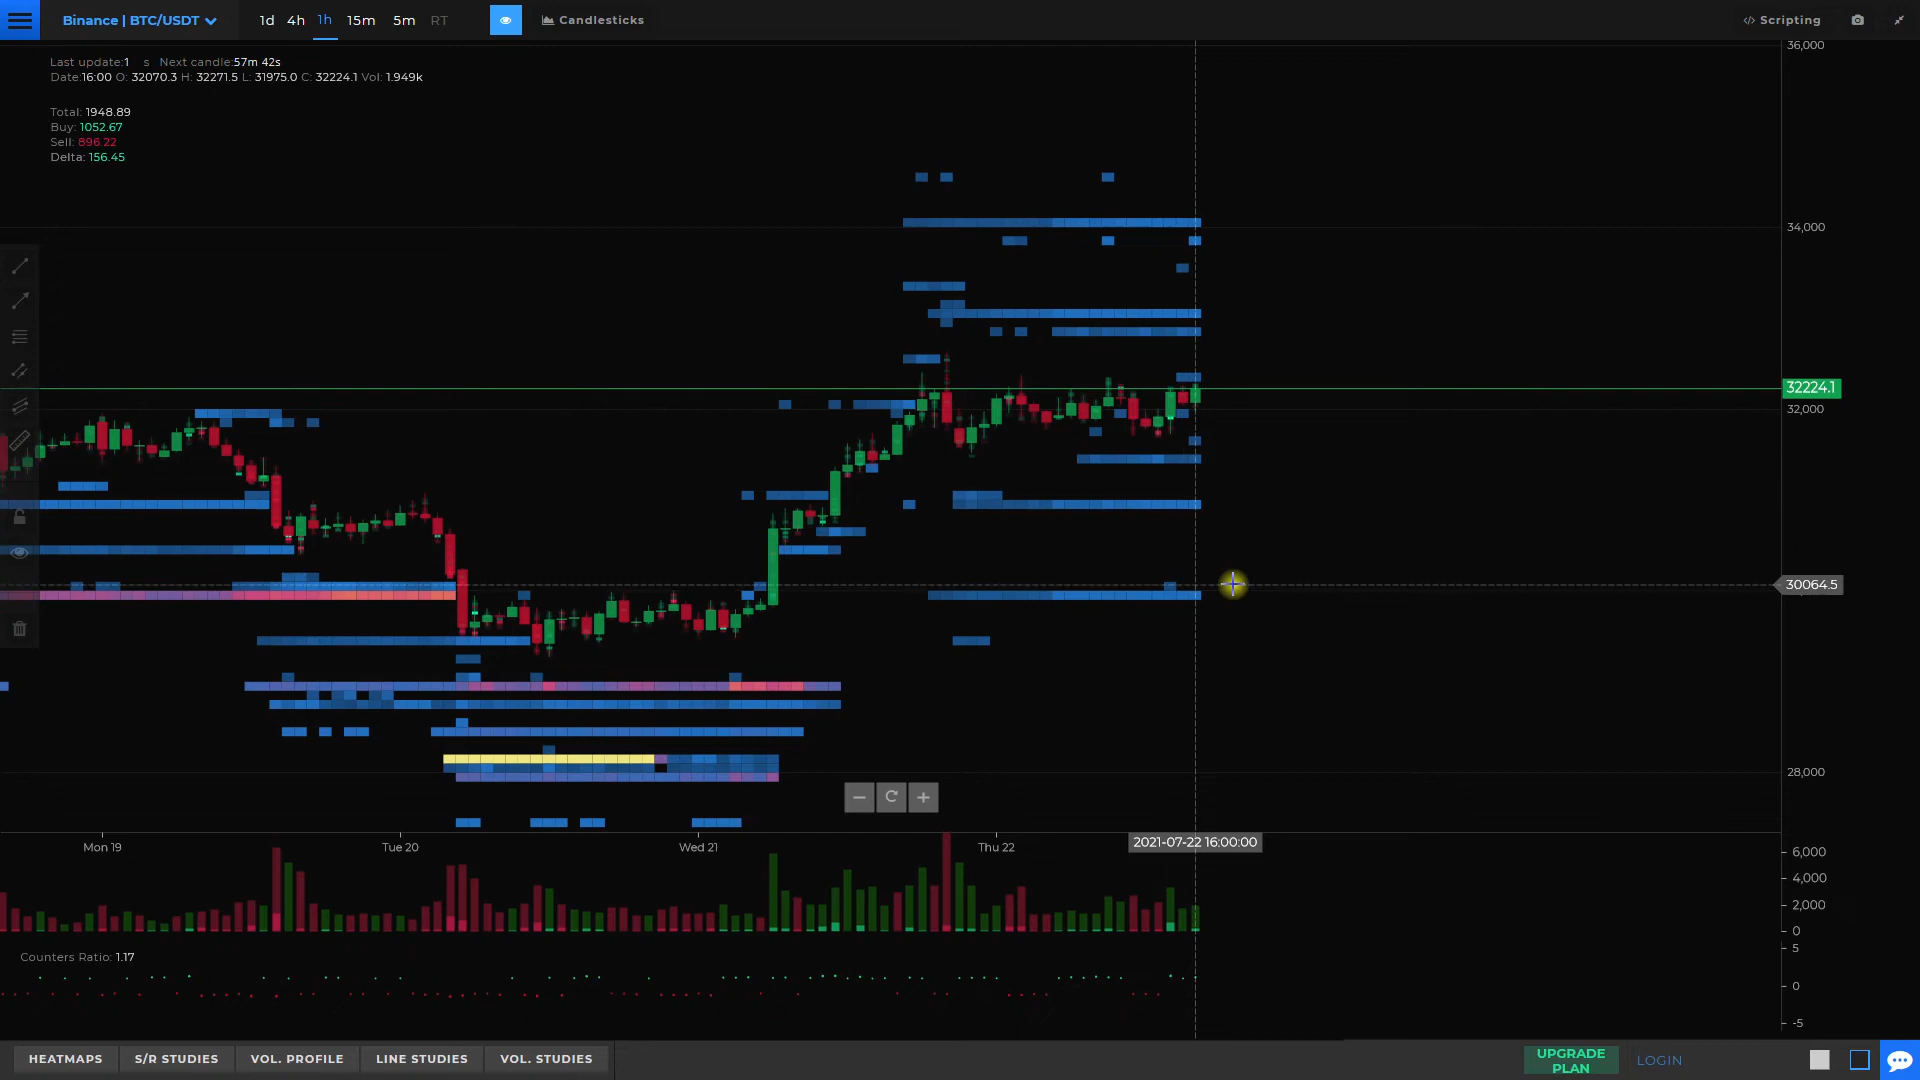 Binance | BTC/USDT 1d 4h 1h 15m 5m RT Candlesticks </> Scripting
Last update:1 s Next candle:57m 42s
Date:16:00 O: 32070.3 H: 32271.5 L: 31975.0 C: 32224.1 Vol: 1.949k
Total: 1948.89
Buy: 1052.67
Sell: 896.22
Delta: 156.45
36,000
34,000
32224.1
32,000
30064.5
28,000
Mon 19 Tue 20 Wed 21 Thu 22 2021-07-22 16:00:00
6,000
4,000
2,000
0
5
Counters Ratio: 1.17
0
-5
HEATMAPS S/R STUDIES VOL. PROFILE LINE STUDIES VOL. STUDIES UPGRADE PLAN LOGIN